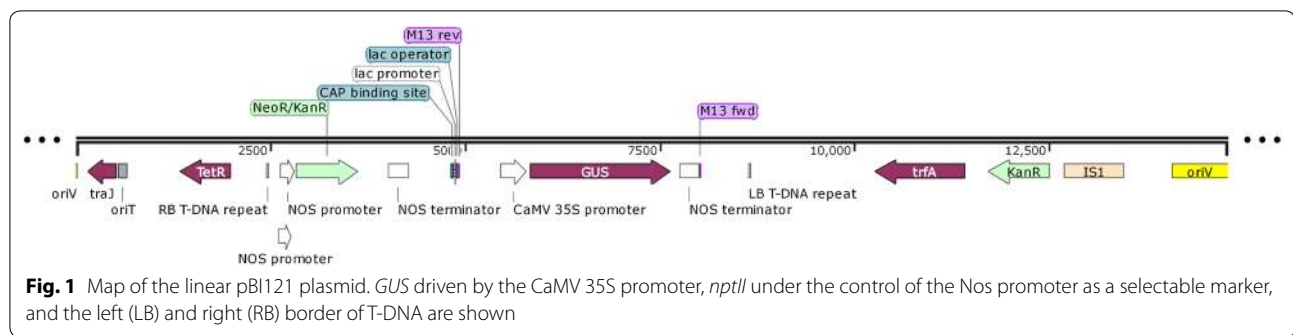 M13 rev
lac operator
lac promoter
CAP binding site
NeoR/KanR
M13 fwd
2500 5000 7500 10,000 12,500
TetR GUS trfA KanR IS1 oriV
oriV traJ RB T-DNA repeat NOS promoter NOS terminator CaMV 35S promoter NOS terminator LB T-DNA repeat
oriT
NOS promoter
Fig. 1 Map of the linear pBI121 plasmid. GUS driven by the CaMV 35S promoter, nptII under the control of the Nos promoter as a selectable marker,
and the left (LB) and right (RB) border of T-DNA are shown